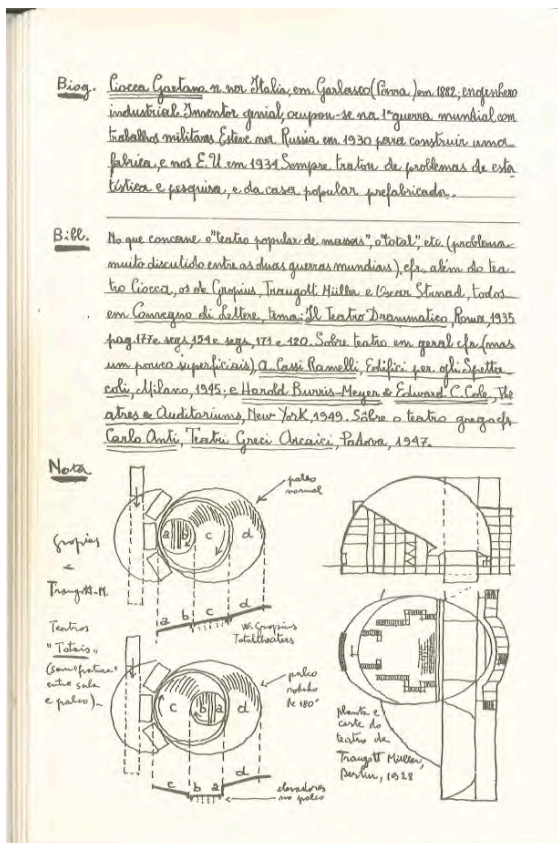 Biog. Ciocca Gaetano n. na Italia, em Garlasco (Pavia) em 1882; engenheiro
industrial. Inventor genial, ocupou-se na 1ª guerra mundial com
trabalhos militares. Esteve na Russia em 1930 para construir uma
fabrica, e nos E.U. em 1934. Sempre tratou de problemas de esta
tistica e pesquisa, e da casa popular prefabricada.
Bibl. No que concerne o "teatro popular de massas", o "total", etc. (problema
muito discutido entre as duas guerras mundiais), cfr. além do tea
tro Ciocca, os de Gropius, Traugott Müller e Oscar Strnad, todos
em Convegno di Lettere, tema: Il Teatro Drammatico, Roma, 1935
pag. 177 e segs, 154 e segs, 171 e 120. Sobre teatro em geral cfr. (mas
um pouco superficiais), A. Cassi Ramelli, Edifici per gli Spetta
coli, Milano, 1945; e Harold Burris-Meyer & Edward C. Cole, The
atres & Auditoriums, New York, 1949. Sôbre o teatro grego cfr.
Carlo Anti, Teatri Greci Arcaici, Padova, 1947.
Nota
Gropius
e
Traugott-M.
Teatros
"Totais"
entre sala
e palco)
palco
normal
a b c d
a b c d
W. Gropius
Totaltheaters
palco
rodado
de 180°
c b a d
c b a d
elevadores
no palco
planta e
corte do
teatro de
Traugott Müller,
Berlin, 1928